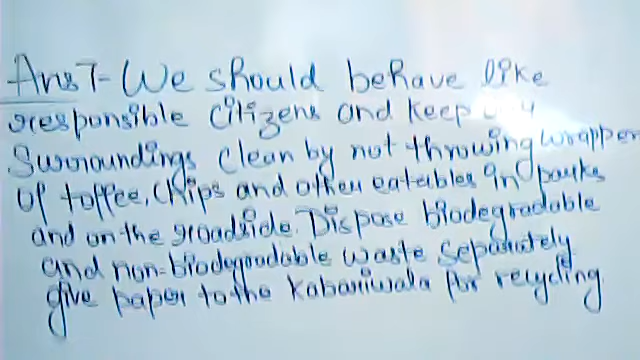 Ans 7- We should behave like
responsible citizens and keep
Surroundings clean by not throwing wrapper
of toffee, chips and other eatables in parks
and on the roadside. Dispose biodegradable
and non-biodegradable waste separately
give paper to the Kabariwala for recycling.